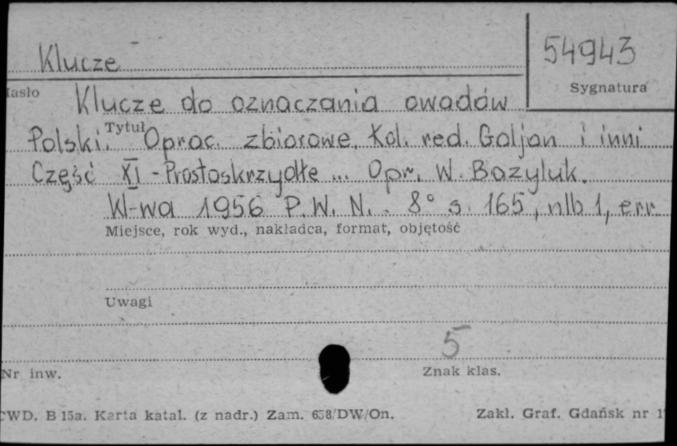 Klucze
54943
Hasło
Sygnatura
Klucze do oznaczania owadów
Tytuł
Polski. Oprac. zbiorowe. Kol. red. Goljan i inni
Część XI - Prostoskrzydłe ... Opr. W. Bazyluk.
W-wa 1956 P.W.N. 8° s. 165, nlb 1, err
Miejsce, rok wyd., nakładca, format, objętość
Uwagi
5
Nr inw.
Znak klas.
CWD. B 15a. Karta katal. (z nadr.) Zam. 658/DW/On.
Zakł. Graf. Gdańsk nr 1